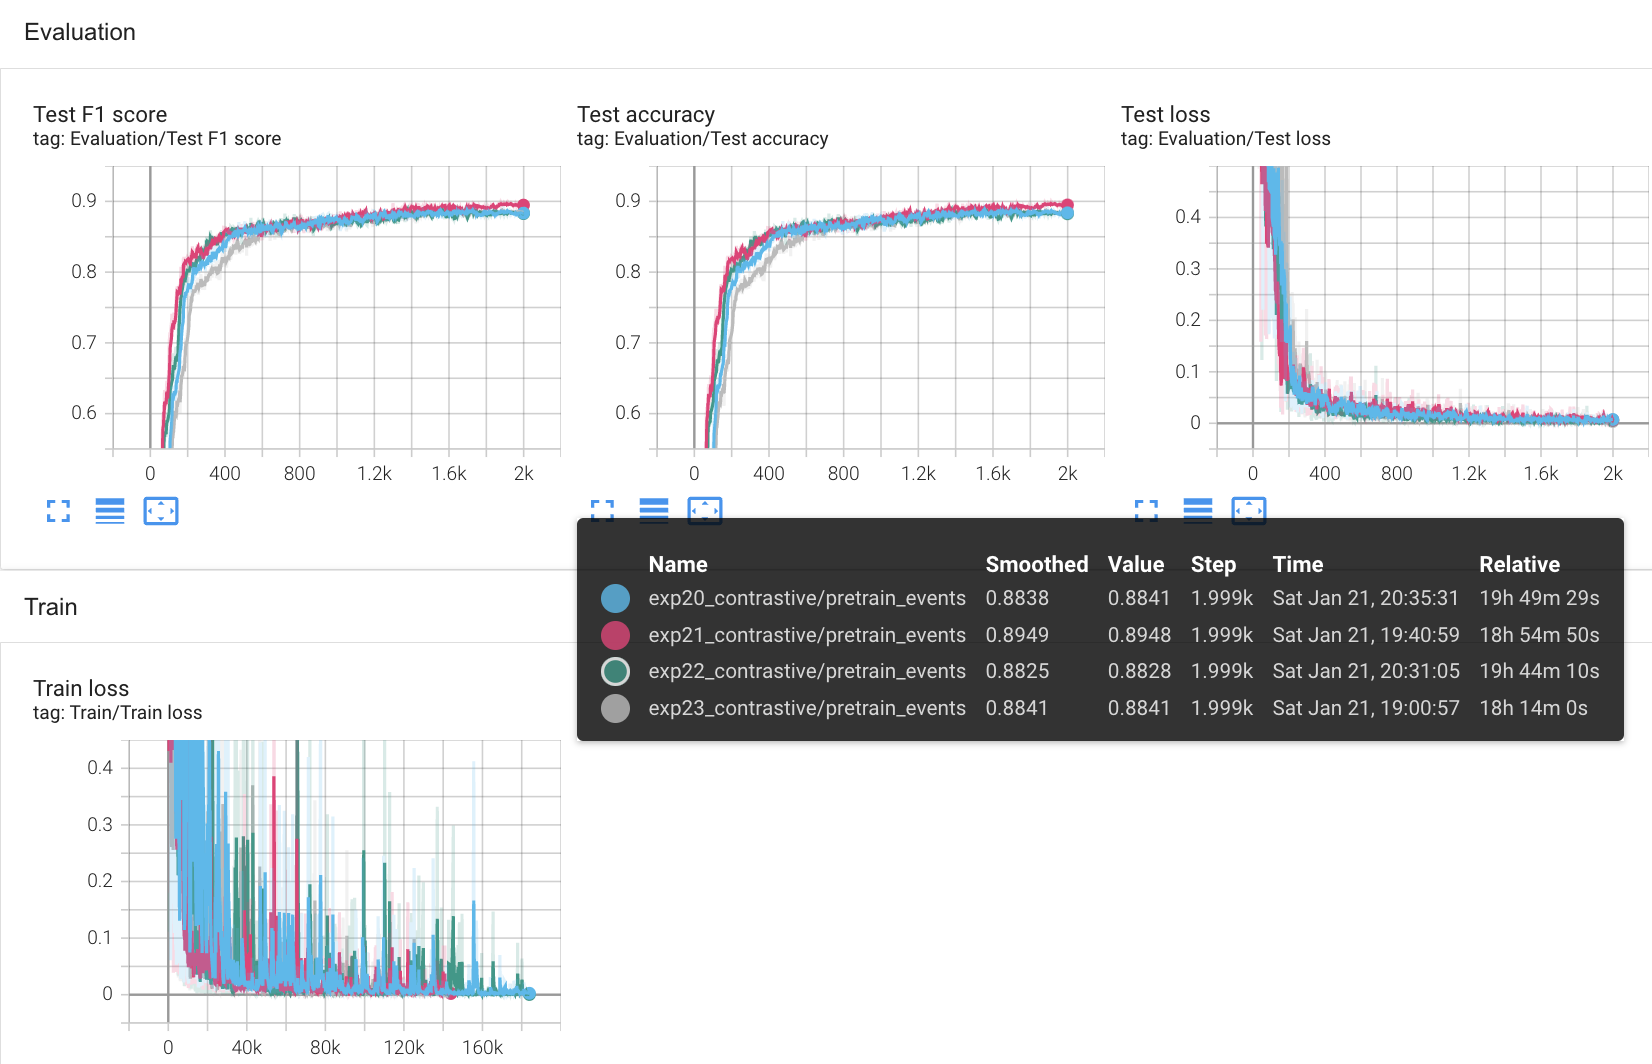 Evaluation
Test F1 score
tag: Evaluation/Test F1 score
0.9
0.8
0.7
0.6
0 400 800 1.2k 1.6k 2k
Test accuracy
tag: Evaluation/Test accuracy
0.9
0.8
0.7
0.6
0 400 800 1.2k 1.6k 2k
Test loss
tag: Evaluation/Test loss
0.4
0.3
0.2
0.1
0
0 400 800 1.2k 1.6k 2k
Name Smoothed Value Step Time Relative
exp20_contrastive/pretrain_events 0.8838 0.8841 1.999k Sat Jan 21, 20:35:31 19h 49m 29s
exp21_contrastive/pretrain_events 0.8949 0.8948 1.999k Sat Jan 21, 19:40:59 18h 54m 50s
exp22_contrastive/pretrain_events 0.8825 0.8828 1.999k Sat Jan 21, 20:31:05 19h 44m 10s
exp23_contrastive/pretrain_events 0.8841 0.8841 1.999k Sat Jan 21, 19:00:57 18h 14m 0s
Train
Train loss
tag: Train/Train loss
0.4
0.3
0.2
0.1
0
0 40k 80k 120k 160k